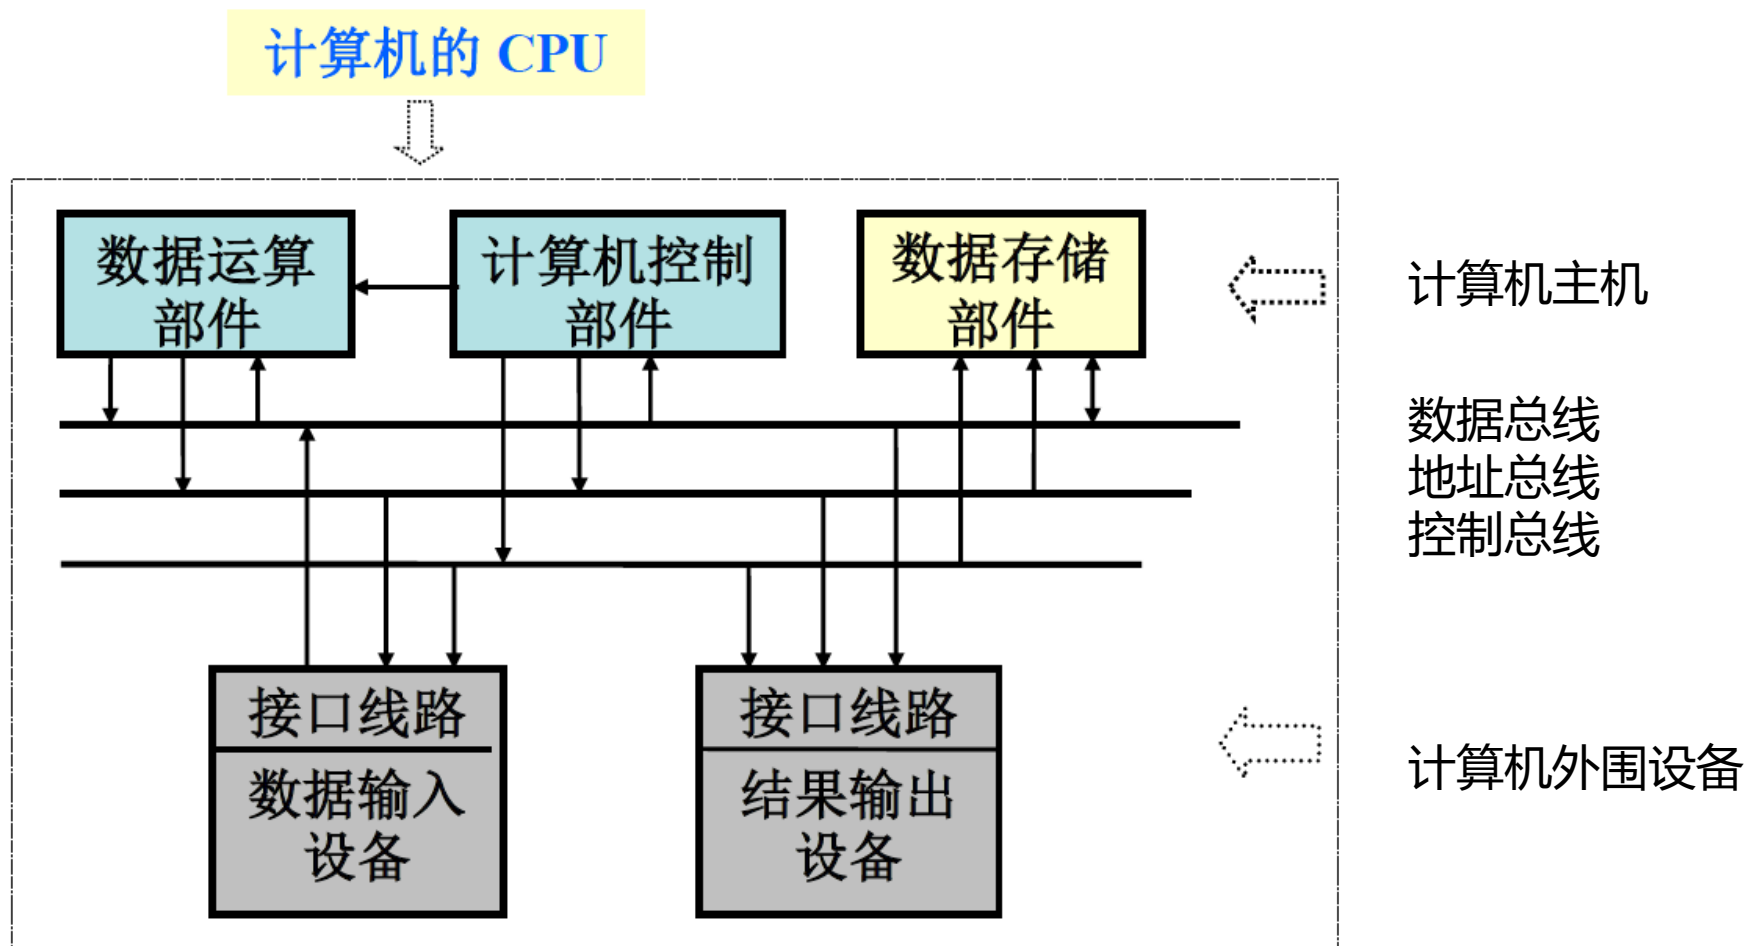 计算机的 CPU
数据运算
部件
计算机控制
部件
数据存储
部件
计算机主机
数据总线
地址总线
控制总线
接口线路
数据输入
设备
接口线路
结果输出
设备
计算机外围设备